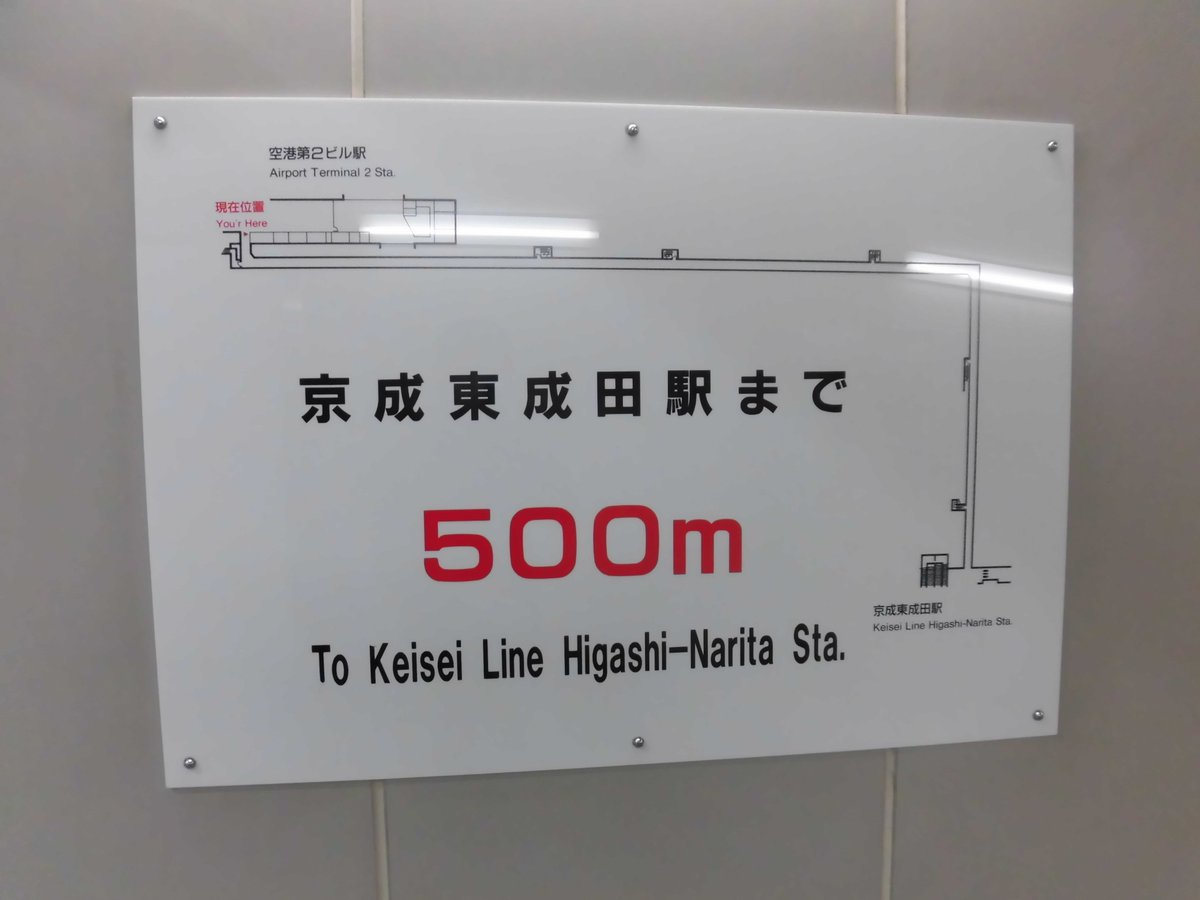 空港第2ビル駅
Airport Terminal 2 Sta.
現在位置
You'r Here
京成東成田駅まで
500m
To Keisei Line Higashi-Narita Sta.
京成東成田駅
Keisei Line Higashi-Narita Sta.